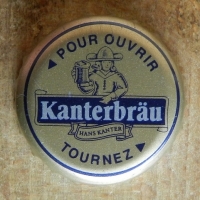 POUR OUVRIR
Kanterbräu
HANS KANTER
TOURNEZ